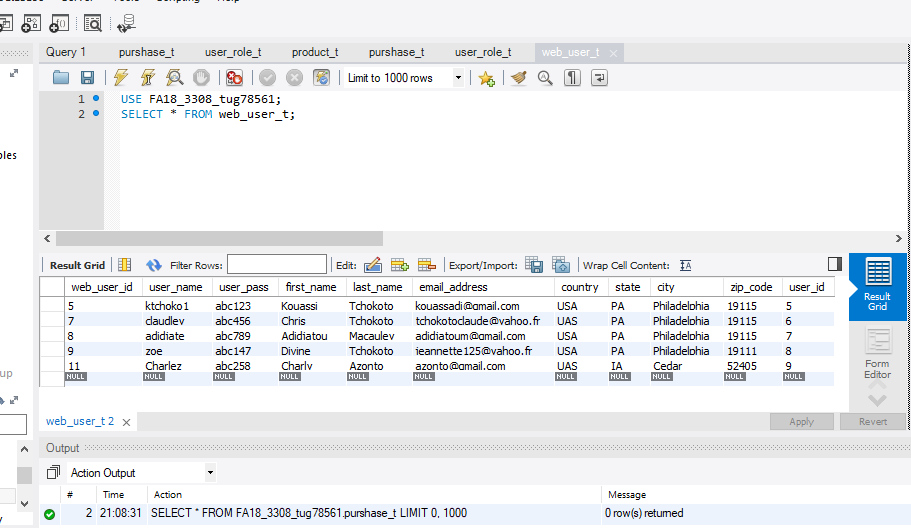 Server Tools Scripting Help
Query 1 purshase_t user_role_t product_t purshase_t user_role_t web_user_t
Limit to 1000 rows
1 USE FA18_3308_tug78561;
2 SELECT * FROM web_user_t;
Result Grid Filter Rows: Edit: Export/Import: Wrap Cell Content:
web_user_id user_name user_pass first_name last_name email_address country state city zip_code user_id
5 ktchoko1 abc123 Kouassi Tchokoto kouassadi@gmail.com USA PA Philadelphia 19115 5
7 claudlev abc456 Chris Tchokoto tchokotoclaude@yahoo.fr UAS PA Philadelphia 19115 6
8 adidiate abc789 Adidiatou Macauley adidiatoum@gmail.com USA PA Philadelphia 19115 7
9 zoe abc147 Divine Tchokoto jeannette125@yahoo.fr USA PA Philadelphia 19111 8
11 Charlez abc258 Charly Azonto azonto@gmail.com UAS IA Cedar 52405 9
NULL NULL NULL NULL NULL NULL NULL NULL NULL NULL NULL
Result Grid
Form Editor
web_user_t 2 Apply Revert
Output
Action Output
# Time Action Message
2 21:08:31 SELECT * FROM FA18_3308_tug78561.purshase_t LIMIT 0, 1000 0 row(s) returned